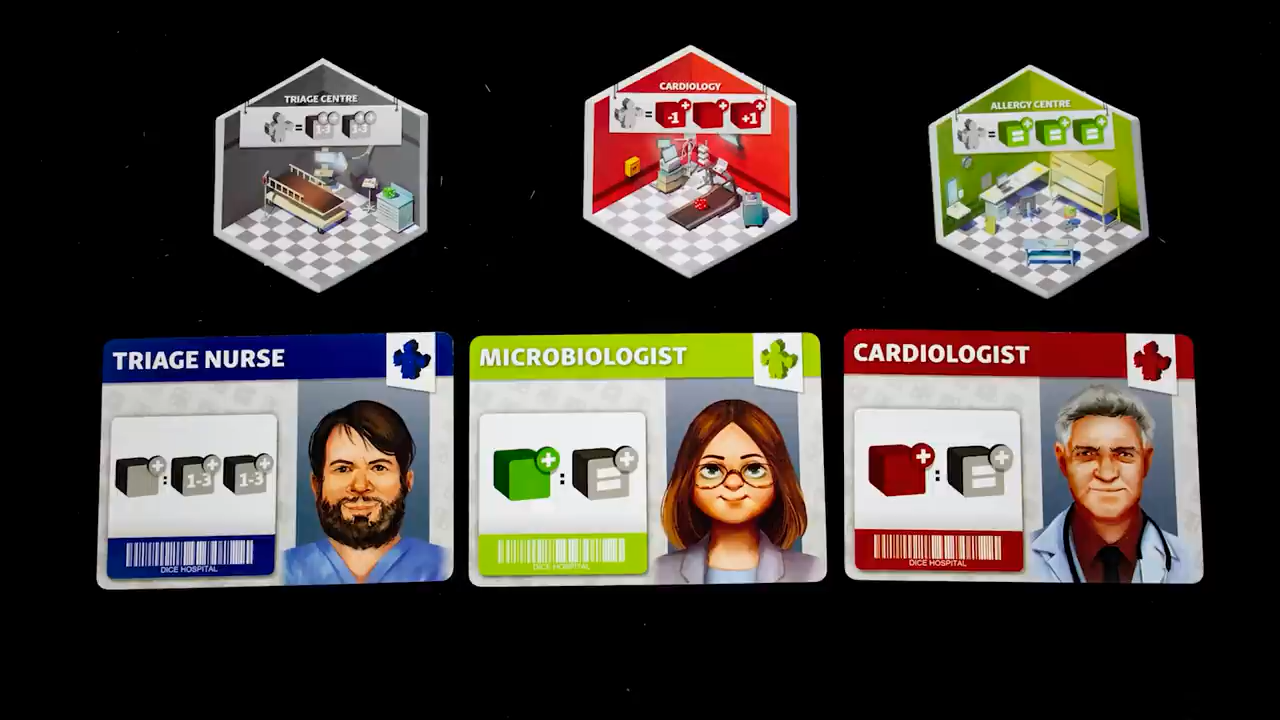 TRIAGE CENTRE
= 1-3 1-3
CARDIOLOGY
= -1 +1
ALLERGY CENTRE
= = = =
TRIAGE NURSE
: 1-3 1-3
DICE HOSPITAL
MICROBIOLOGIST
: =
DICE HOSPITAL
CARDIOLOGIST
: =
DICE HOSPITAL